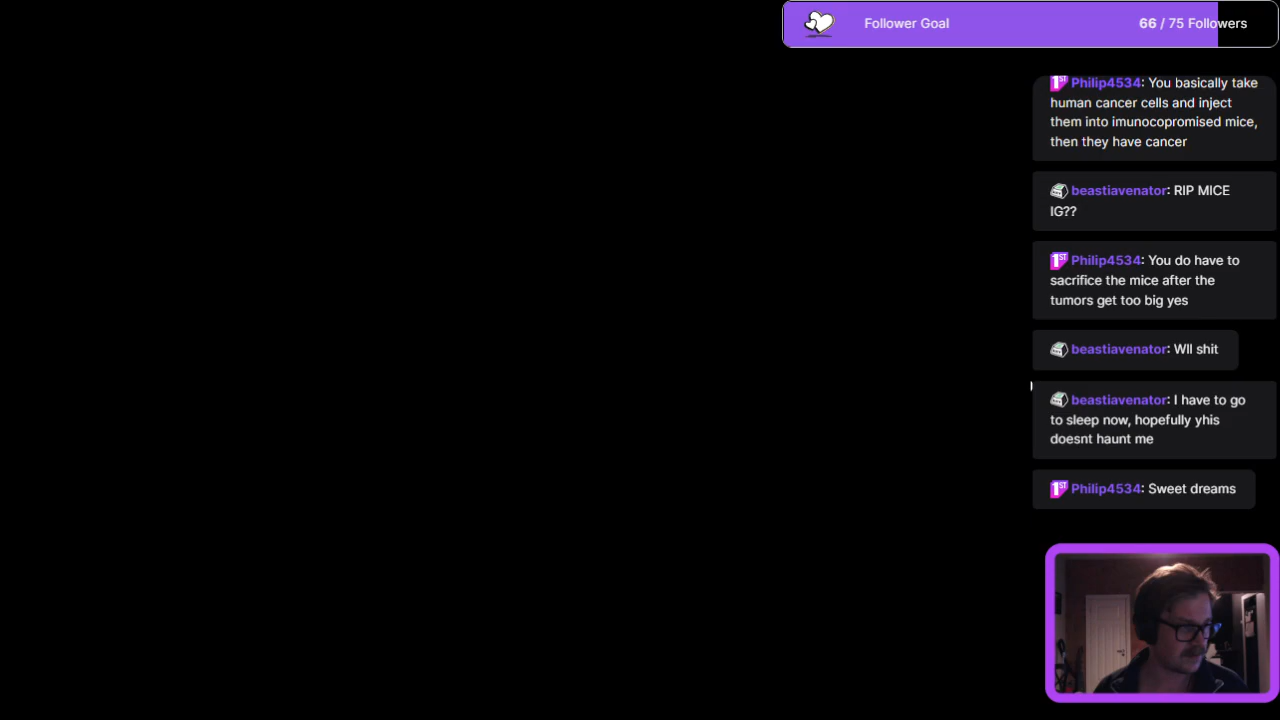 Follower Goal
66 / 75 Followers
1ST Philip4534: You basically take
human cancer cells and inject
them into imunocopromised mice,
then they have cancer
beastiavenator: RIP MICE
IG??
1ST Philip4534: You do have to
sacrifice the mice after the
tumors get too big yes
beastiavenator: Wll shit
beastiavenator: I have to go
to sleep now, hopefully yhis
doesnt haunt me
1ST Philip4534: Sweet dreams